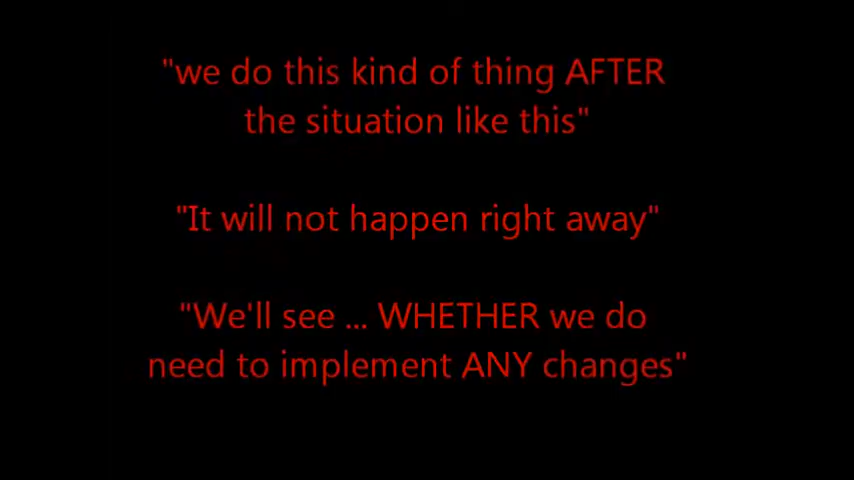 "we do this kind of thing AFTER
the situation like this"
"It will not happen right away"
"We'll see ... WHETHER we do
need to implement ANY changes"